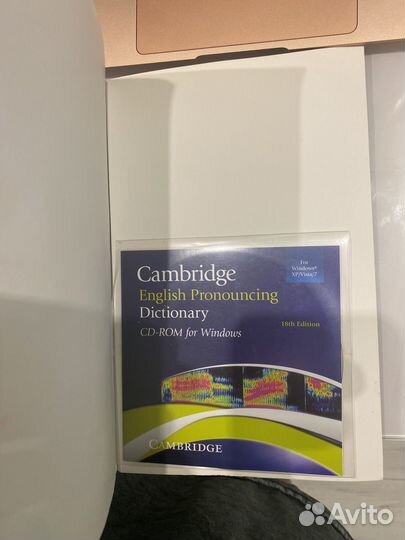 For
Windows®
XP/Vista/7
Cambridge
English Pronouncing
Dictionary
18th Edition
CD-ROM for Windows
CAMBRIDGE
Avito